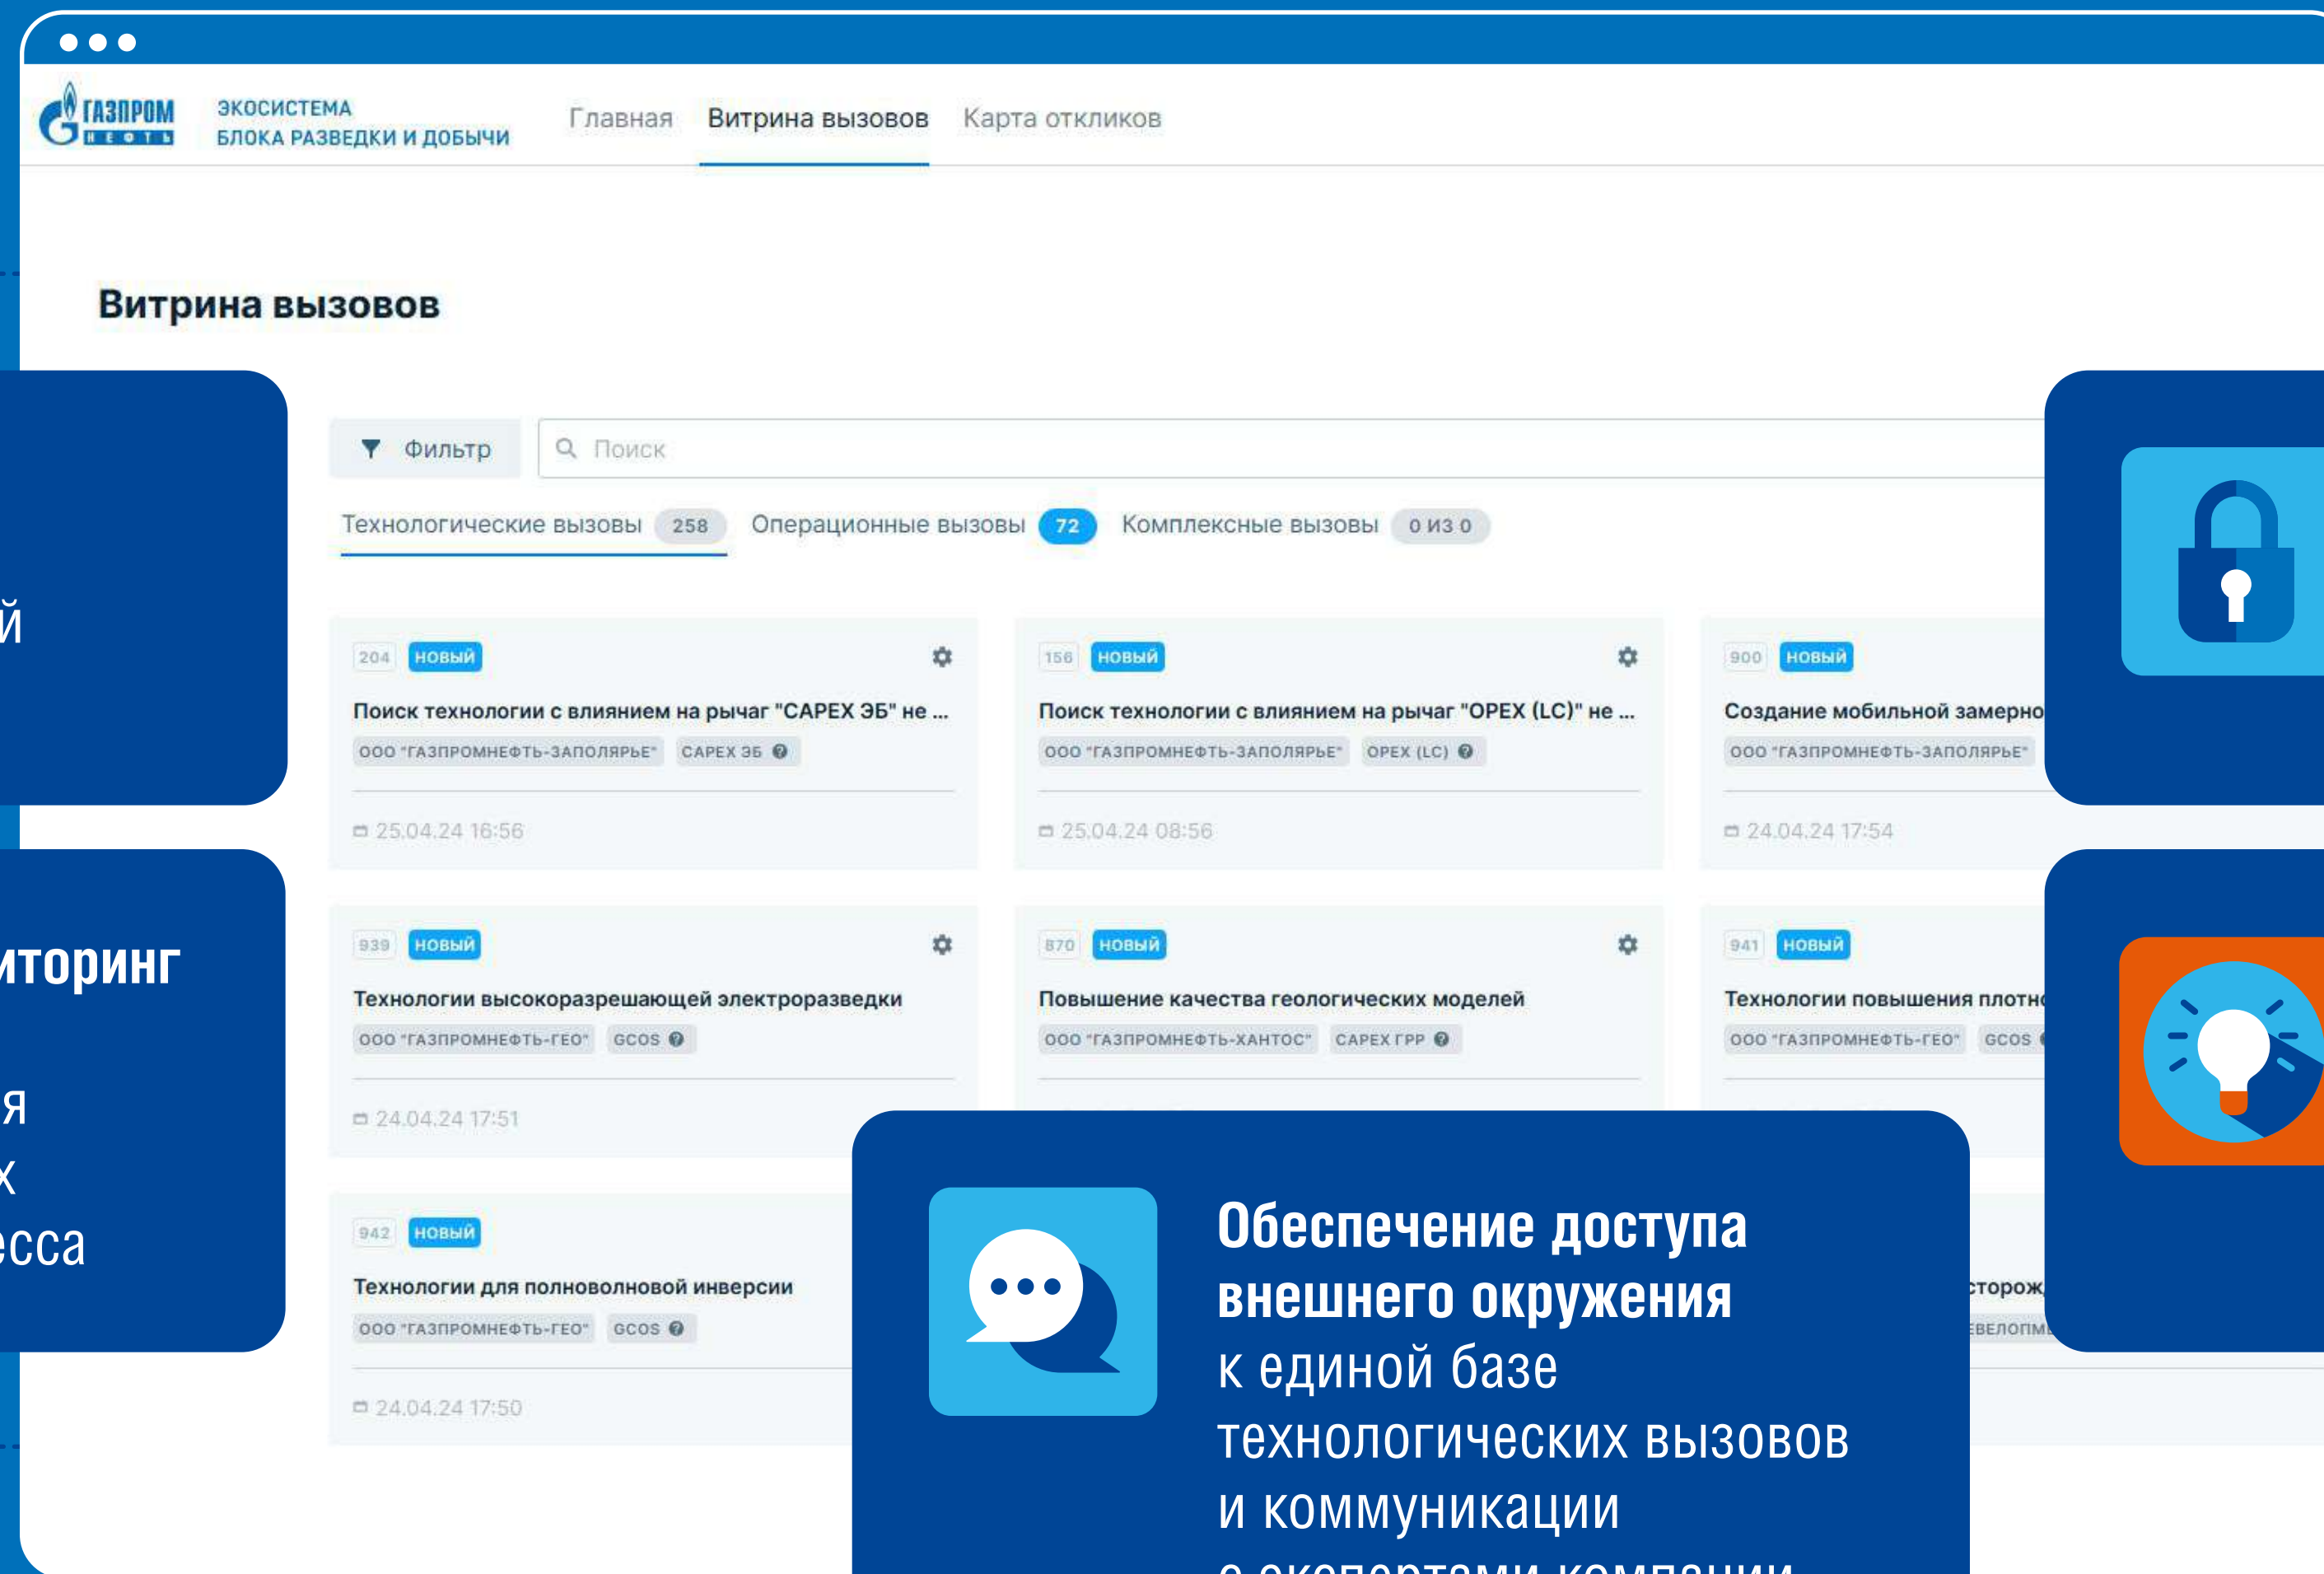 ГАЗПРОМ
НЕФТЬ
ЭКОСИСТЕМА
БЛОКА РАЗВЕДКИ И ДОБЫЧИ
Главная Витрина вызовов Карта откликов
Витрина вызовов
Фильтр
Поиск
Технологические вызовы 258 Операционные вызовы 72 Комплексные вызовы 0 ИЗ 0
204 НОВЫЙ
Поиск технологии с влиянием на рычаг "CAPEX ЭБ" не ...
ООО "ГАЗПРОМНЕФТЬ-ЗАПОЛЯРЬЕ" CAPEX ЭБ
25.04.24 16:56
156 НОВЫЙ
Поиск технологии с влиянием на рычаг "OPEX (LC)" не ...
ООО "ГАЗПРОМНЕФТЬ-ЗАПОЛЯРЬЕ" OPEX (LC)
25.04.24 08:56
900 НОВЫЙ
Создание мобильной замерно
ООО "ГАЗПРОМНЕФТЬ-ЗАПОЛЯРЬЕ"
24.04.24 17:54
939 НОВЫЙ
Технологии высокоразрешающей электроразведки
ООО "ГАЗПРОМНЕФТЬ-ГЕО" GCOS
24.04.24 17:51
870 НОВЫЙ
Повышение качества геологических моделей
ООО "ГАЗПРОМНЕФТЬ-ХАНТОС" CAPEX ГРР
941 НОВЫЙ
Технологии повышения плотно
ООО "ГАЗПРОМНЕФТЬ-ГЕО" GCOS
942 НОВЫЙ
Технологии для полноволновой инверсии
ООО "ГАЗПРОМНЕФТЬ-ГЕО" GCOS
24.04.24 17:50
сторож
ЕВЕЛОПМ
й
иторинг
я
х
есса
Обеспечение доступа
внешнего окружения
к единой базе
технологических вызовов
и коммуникации
с экспертами компании